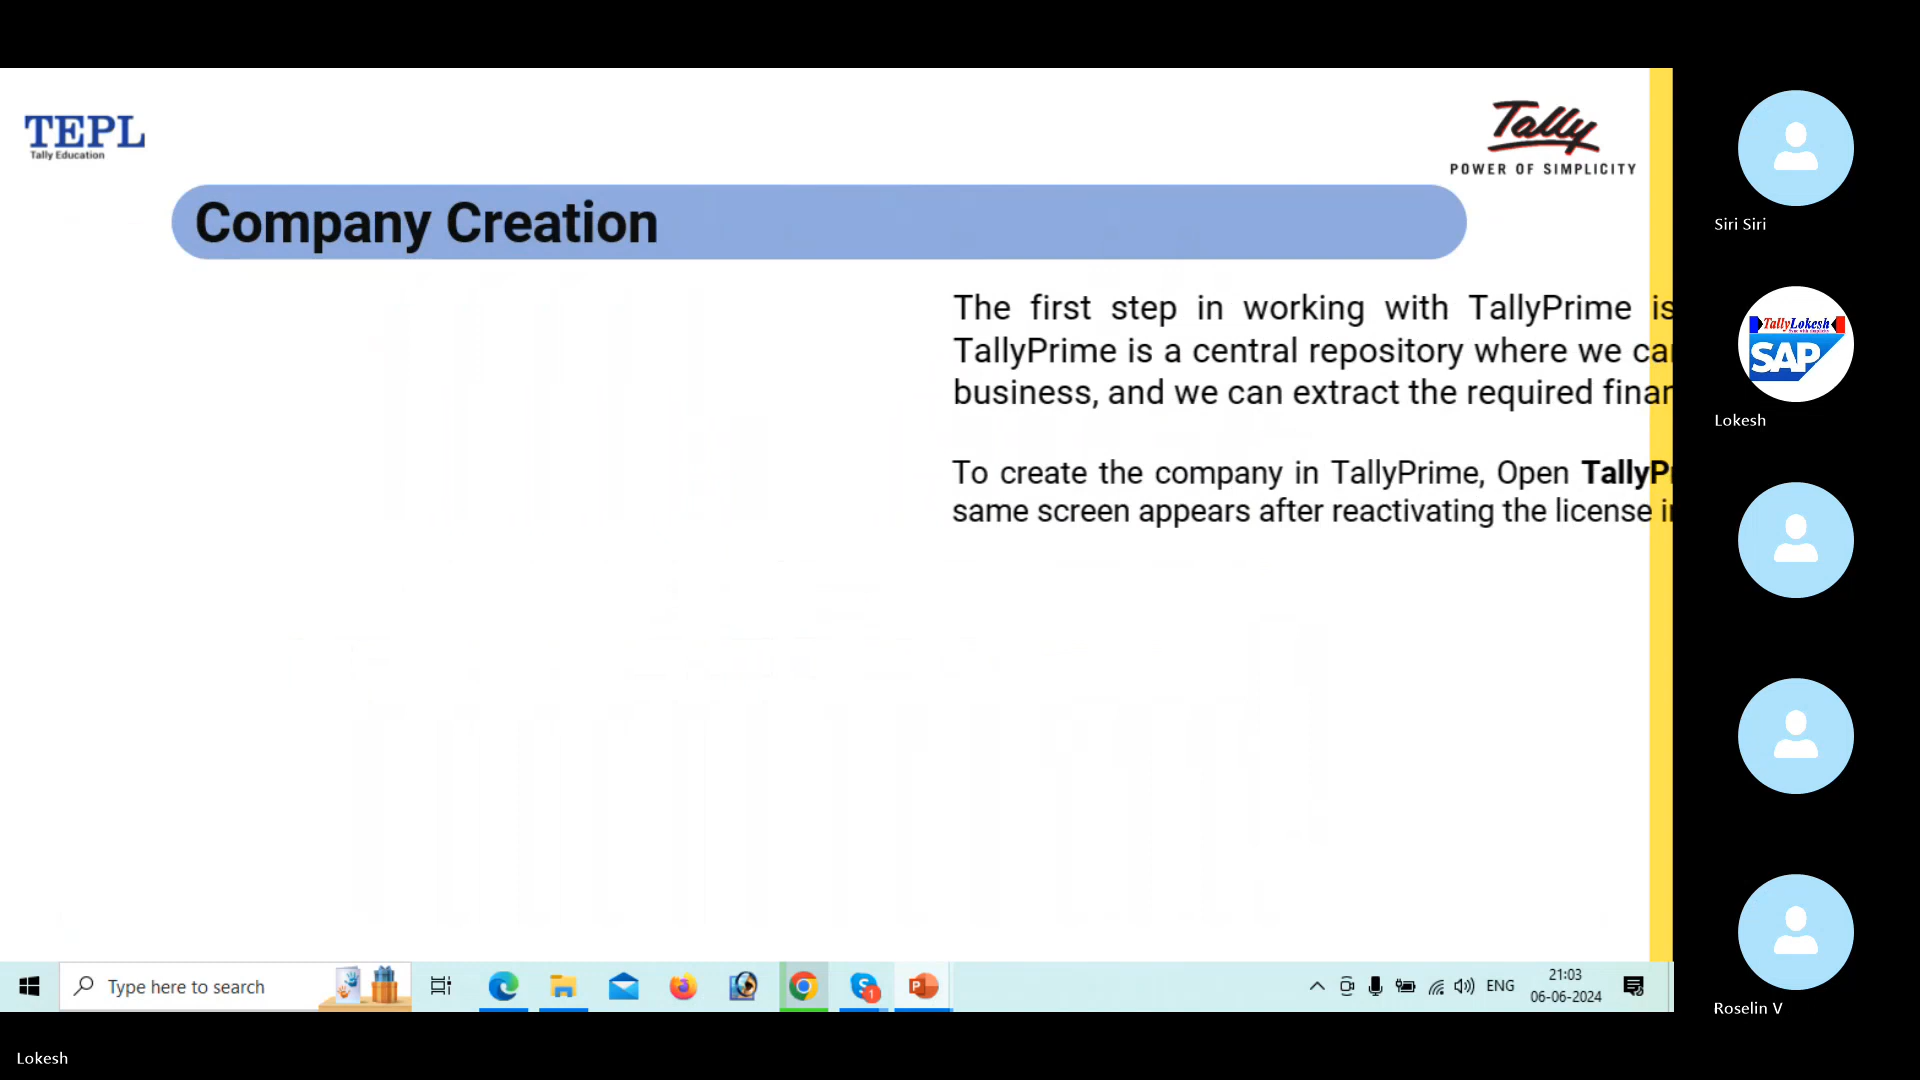 TEPL
Tally Education
Tally
POWER OF SIMPLICITY
Company Creation
The first step in working with TallyPrime is
TallyPrime is a central repository where we
business, and we can extract the required
To create the company in TallyPrime, Open
same screen appears after reactivating the license
Type here to search
1
ENG
21:03
06-06-2024
Siri Siri
TallyLokesh
SAP
Lokesh
Roselin V
Lokesh